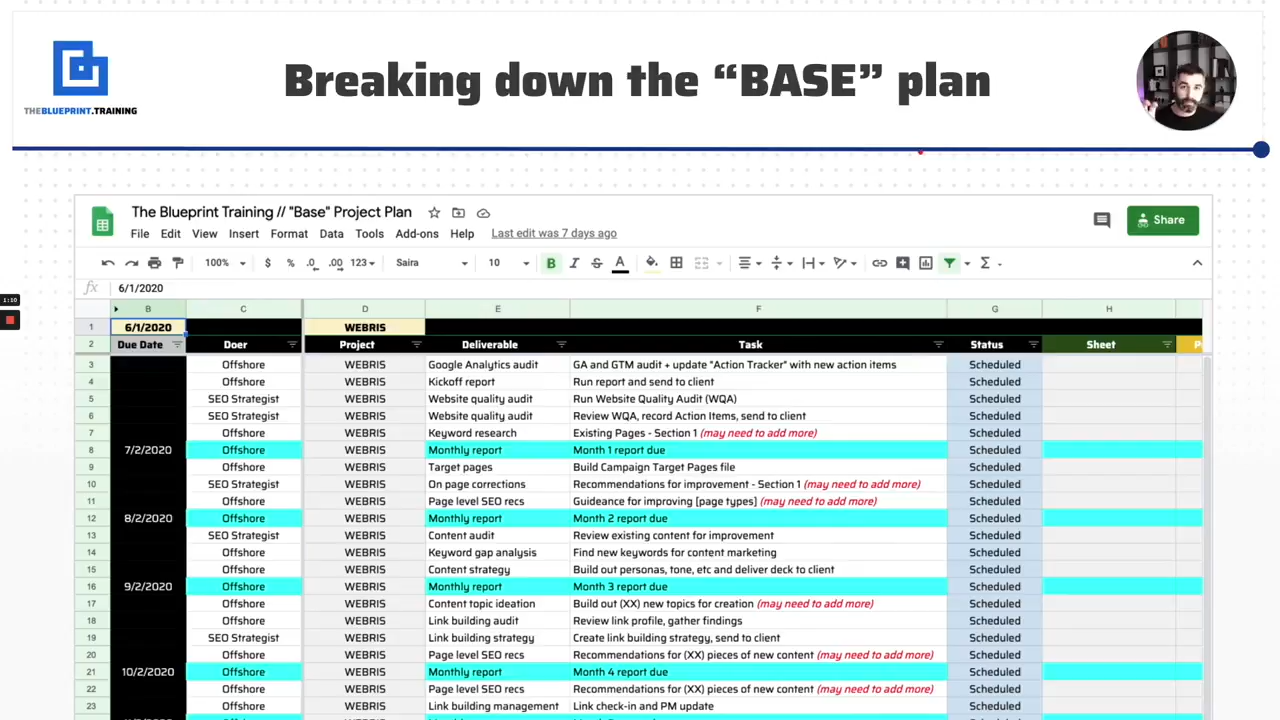 Breaking down the “BASE” plan
THEBLUEPRINT.TRAINING
The Blueprint Training // "Base" Project Plan
File Edit View Insert Format Data Tools Add-ons Help Last edit was 7 days ago
Share
100% $ % .0 .00 123 Saira 10 B I S A
fx 6/1/2020
1:10
B C D E F G H
1 6/1/2020 WEBRIS
2 Due Date Doer Project Deliverable Task Status Sheet P
3 Offshore WEBRIS Google Analytics audit GA and GTM audit + update "Action Tracker" with new action items Scheduled
4 Offshore WEBRIS Kickoff report Run report and send to client Scheduled
5 SEO Strategist WEBRIS Website quality audit Run Website Quality Audit (WQA) Scheduled
6 SEO Strategist WEBRIS Website quality audit Review WQA, record Action Items, send to client Scheduled
7 Offshore WEBRIS Keyword research Existing Pages - Section 1 (may need to add more) Scheduled
8 7/2/2020 Offshore WEBRIS Monthly report Month 1 report due Scheduled
9 Offshore WEBRIS Target pages Build Campaign Target Pages file Scheduled
10 SEO Strategist WEBRIS On page corrections Recommendations for improvement - Section 1 (may need to add more) Scheduled
11 Offshore WEBRIS Page level SEO recs Guideance for improving [page types] (may need to add more) Scheduled
12 8/2/2020 Offshore WEBRIS Monthly report Month 2 report due Scheduled
13 SEO Strategist WEBRIS Content audit Review existing content for improvement Scheduled
14 Offshore WEBRIS Keyword gap analysis Find new keywords for content marketing Scheduled
15 Offshore WEBRIS Content strategy Build out personas, tone, etc and deliver deck to client Scheduled
16 9/2/2020 Offshore WEBRIS Monthly report Month 3 report due Scheduled
17 Offshore WEBRIS Content topic ideation Build out (XX) new topics for creation (may need to add more) Scheduled
18 Offshore WEBRIS Link building audit Review link profile, gather findings Scheduled
19 SEO Strategist WEBRIS Link building strategy Create link building strategy, send to client Scheduled
20 Offshore WEBRIS Page level SEO recs Recommendations for (XX) pieces of new content (may need to add more) Scheduled
21 10/2/2020 Offshore WEBRIS Monthly report Month 4 report due Scheduled
22 Offshore WEBRIS Page level SEO recs Recommendations for (XX) pieces of new content (may need to add more) Scheduled
23 Offshore WEBRIS Link building management Link check-in and PM update Scheduled